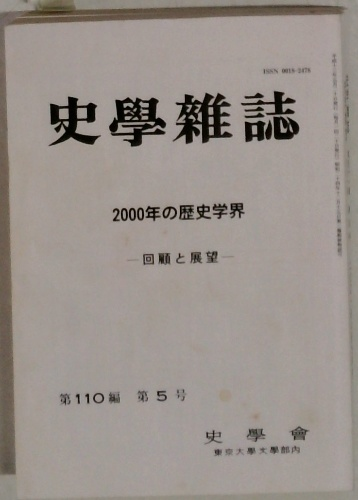 ISSN 0018-2478
史學雜誌
2000年の歴史学界
―回顧と展望―
第110編 第5号
史學會
東京大學文學部內